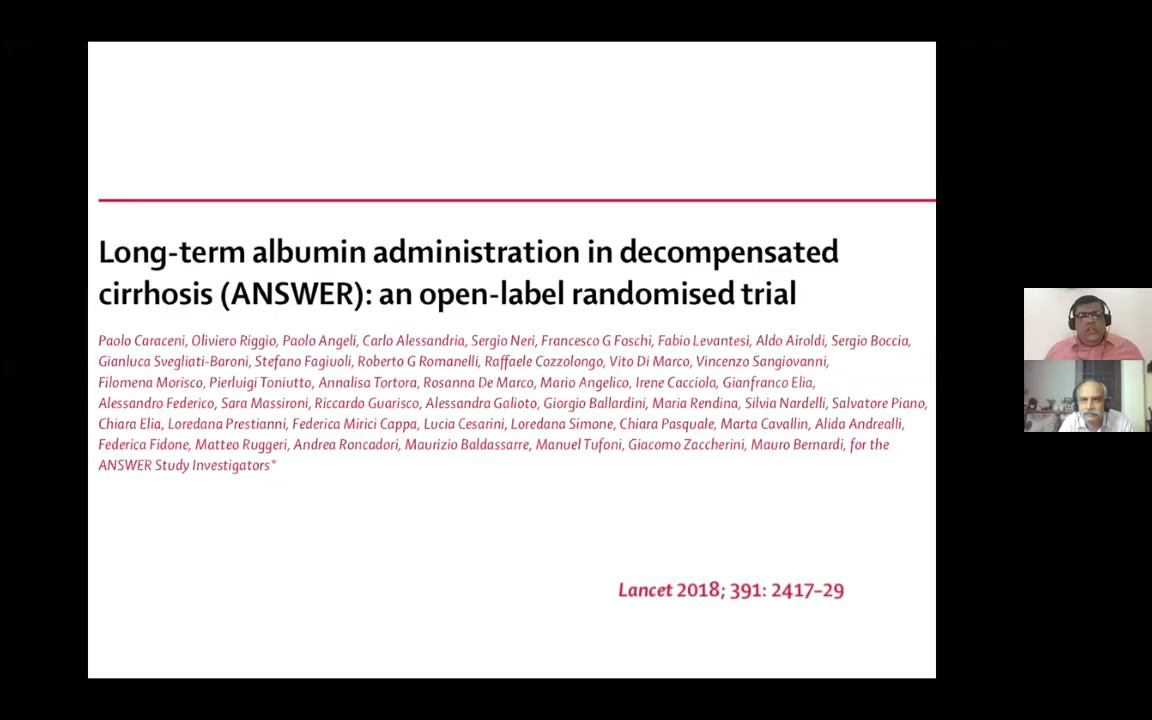 Long-term albumin administration in decompensated
cirrhosis (ANSWER): an open-label randomised trial
Paolo Caraceni, Oliviero Riggio, Paolo Angeli, Carlo Alessandria, Sergio Neri, Francesco G Foschi, Fabio Levantesi, Aldo Airoldi, Sergio Boccia,
Gianluca Svegliati-Baroni, Stefano Fagiuoli, Roberto G Romanelli, Raffaele Cozzolongo, Vito Di Marco, Vincenzo Sangiovanni,
Filomena Morisco, Pierluigi Toniutto, Annalisa Tortora, Rosanna De Marco, Mario Angelico, Irene Cacciola, Gianfranco Elia,
Alessandro Federico, Sara Massironi, Riccardo Guarisco, Alessandra Galioto, Giorgio Ballardini, Maria Rendina, Silvia Nardelli, Salvatore Piano,
Chiara Elia, Loredana Prestianni, Federica Mirici Cappa, Lucia Cesarini, Loredana Simone, Chiara Pasquale, Marta Cavallin, Alida Andrealli,
Federica Fidone, Matteo Ruggeri, Andrea Roncadori, Maurizio Baldassarre, Manuel Tufoni, Giacomo Zaccherini, Mauro Bernardi, for the
ANSWER Study Investigators*
Lancet 2018; 391: 2417–29